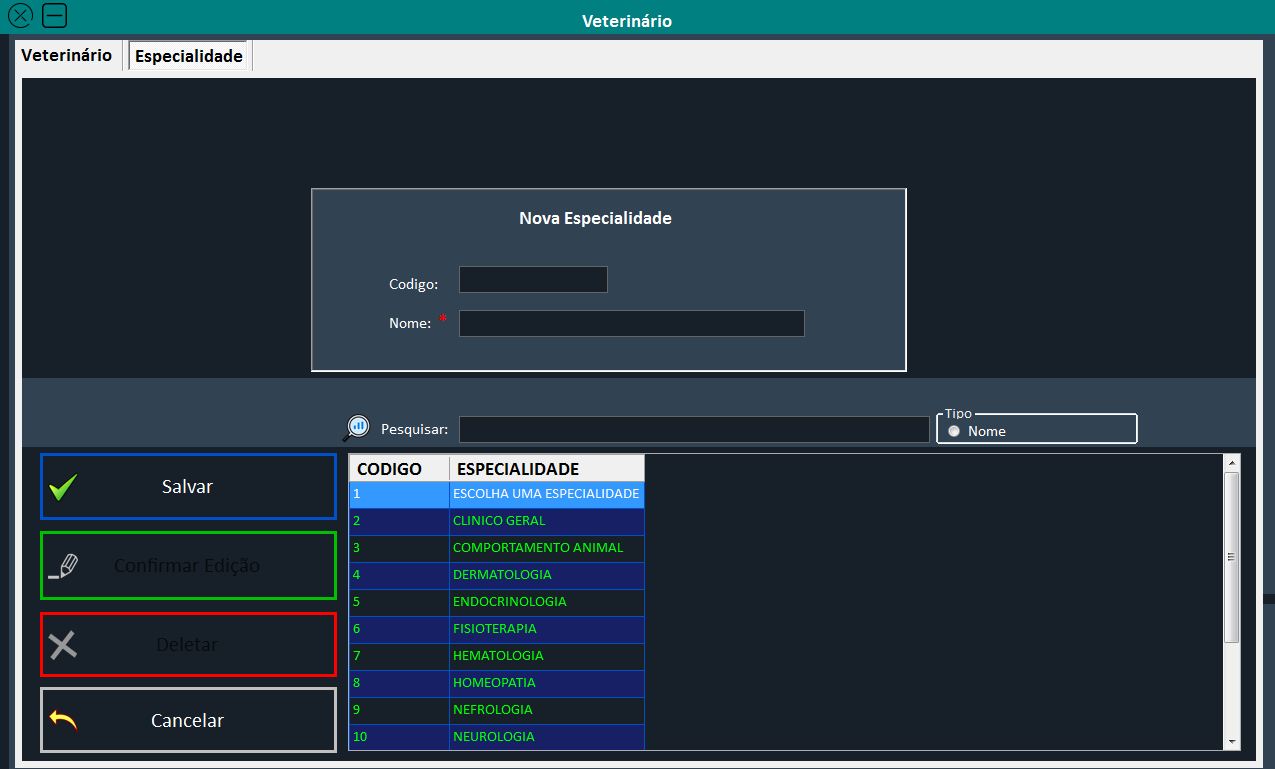 Veterinário
Veterinário Especialidade
Nova Especialidade
Codigo:
Nome: *
Tipo
Pesquisar: Nome
CODIGO ESPECIALIDADE
Salvar
1 ESCOLHA UMA ESPECIALIDADE
2 CLINICO GERAL
3 COMPORTAMENTO ANIMAL
Confirmar Edição
4 DERMATOLOGIA
5 ENDOCRINOLOGIA
6 FISIOTERAPIA
Deletar
7 HEMATOLOGIA
8 HOMEOPATIA
9 NEFROLOGIA
Cancelar
10 NEUROLOGIA